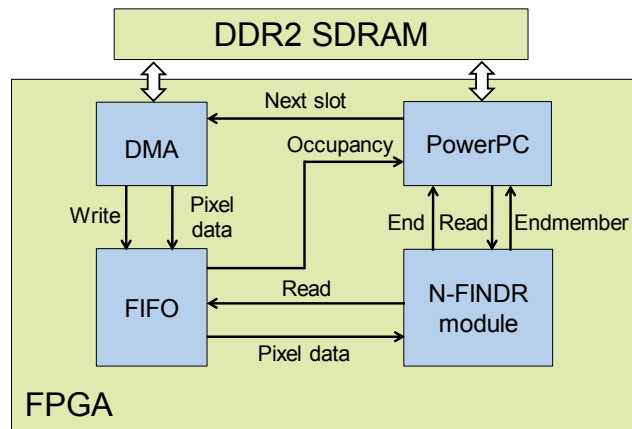 DDR2 SDRAM
Next slot
DMA
PowerPC
Occupancy
Write
Pixel
data
End
Read
Endmember
FIFO
Read
N-FINDR
module
Pixel data
FPGA